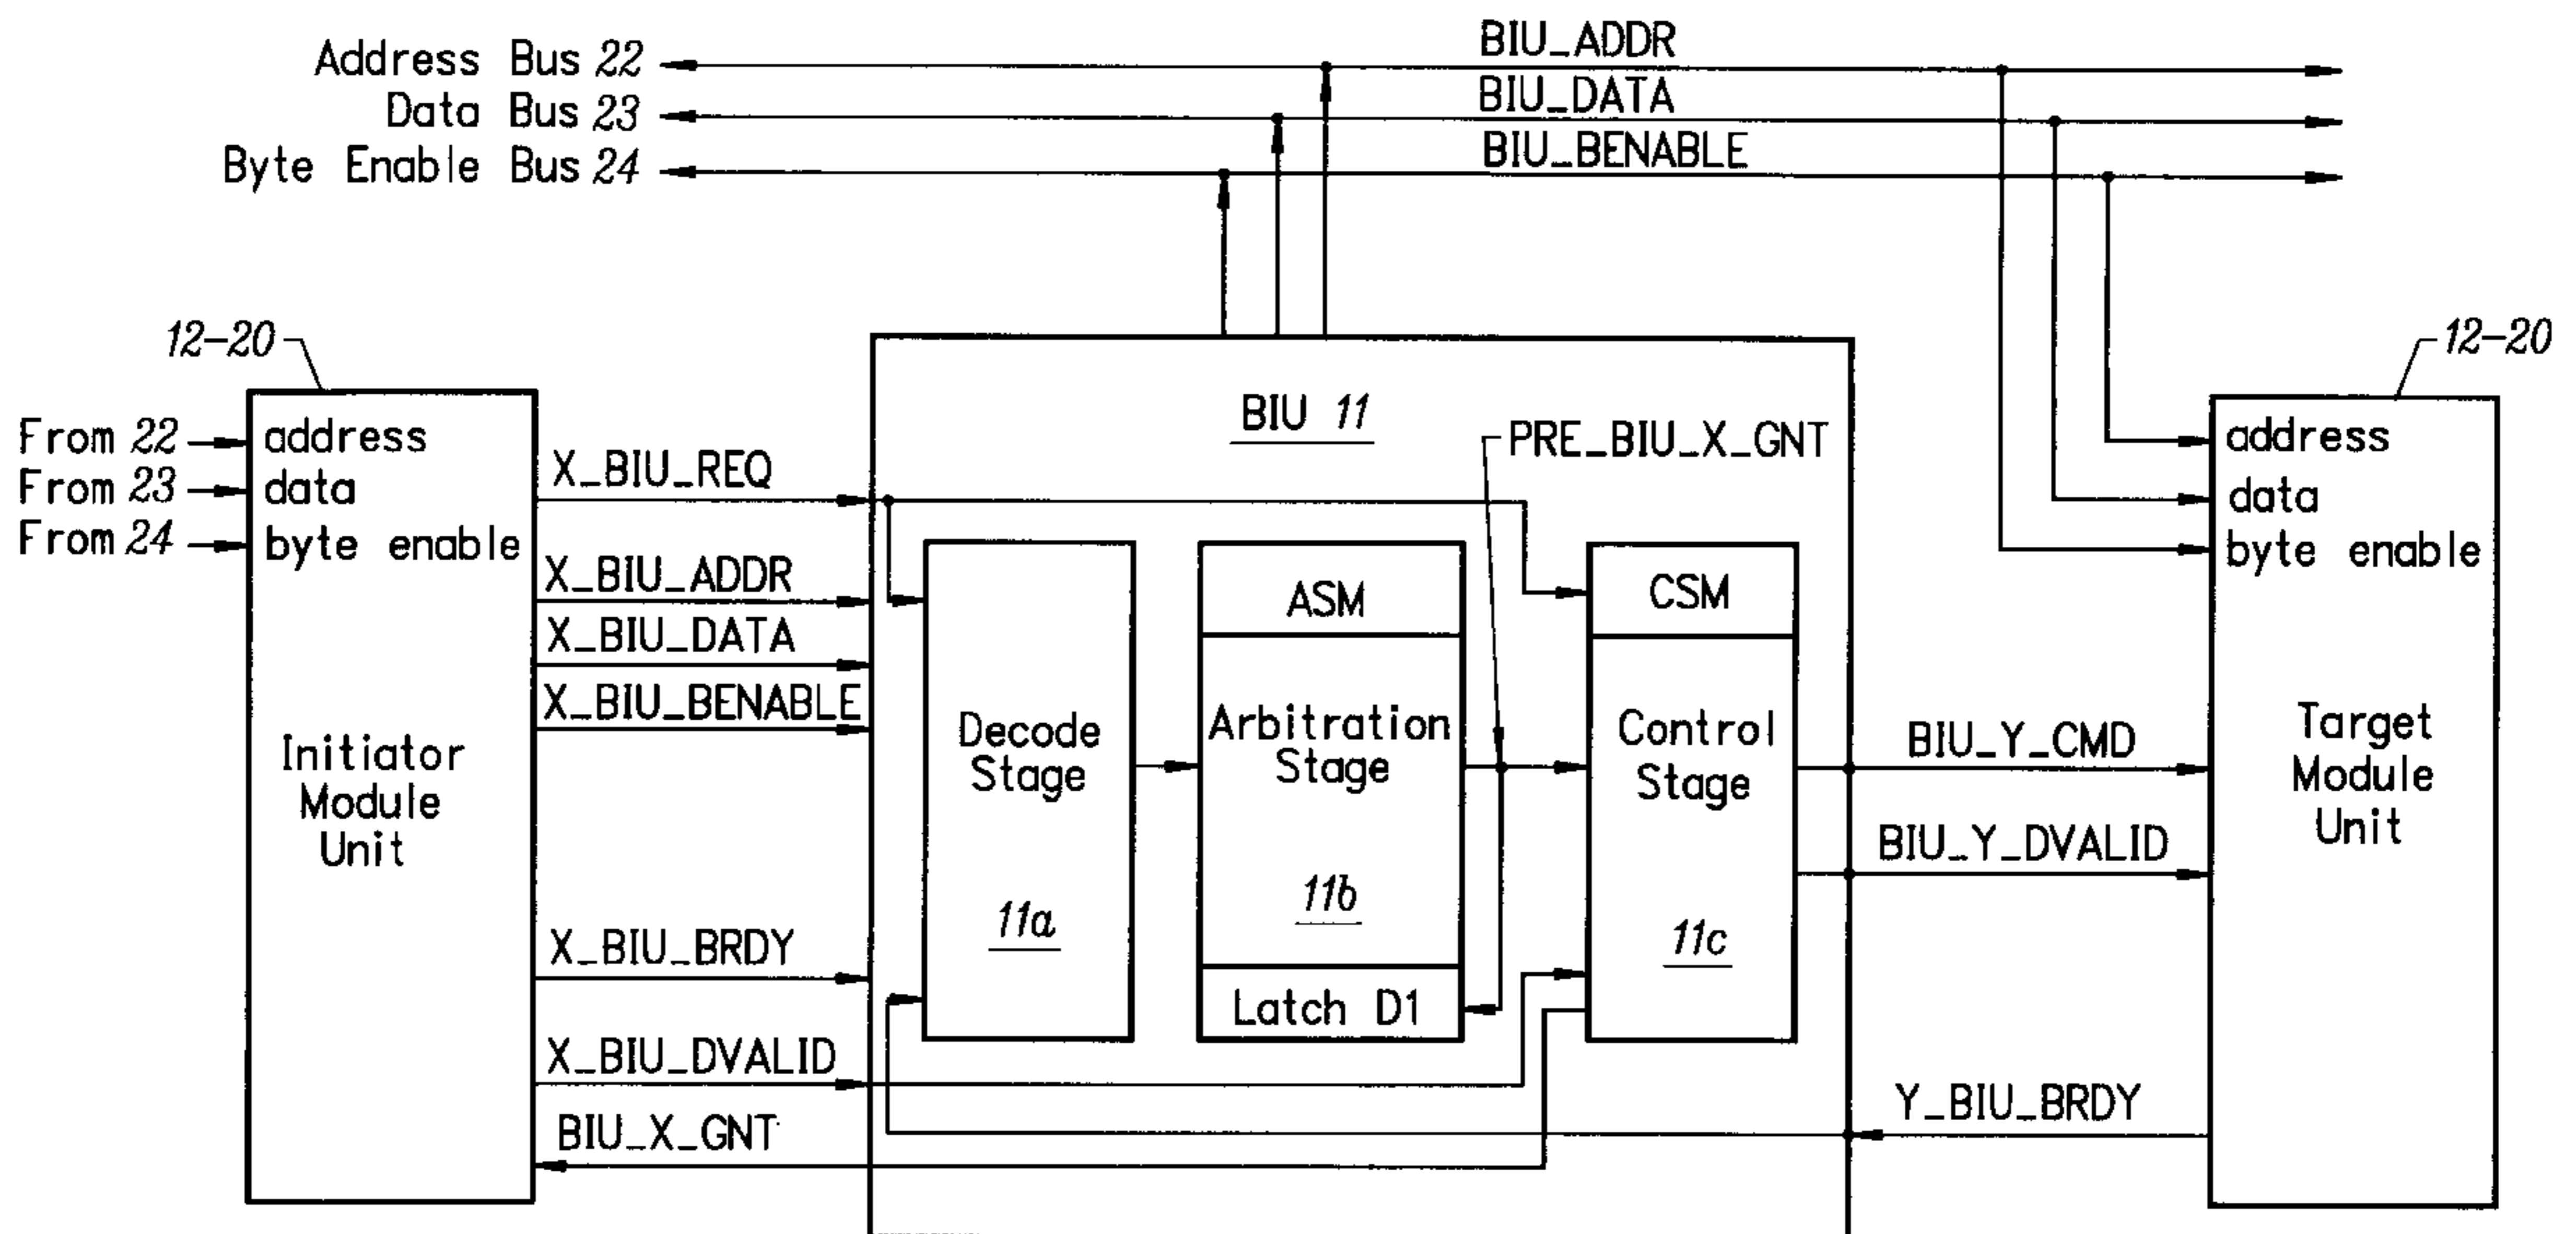 Address Bus 22
BIU_ADDR
Data Bus 23
BIU_DATA
Byte Enable Bus 24
BIU_BENABLE
12-20
12-20
From 22
address
From 23
data
From 24
byte enable
Initiator
Module
Unit
X_BIU_REQ
X_BIU_ADDR
X_BIU_DATA
X_BIU_BENABLE
X_BIU_BRDY
X_BIU_DVALID
BIU_X_GNT
BIU 11
PRE_BIU_X_GNT
Decode
Stage
11a
ASM
Arbitration
Stage
11b
Latch D1
CSM
Control
Stage
11c
BIU_Y_CMD
BIU_Y_DVALID
Y_BIU_BRDY
address
data
byte enable
Target
Module
Unit